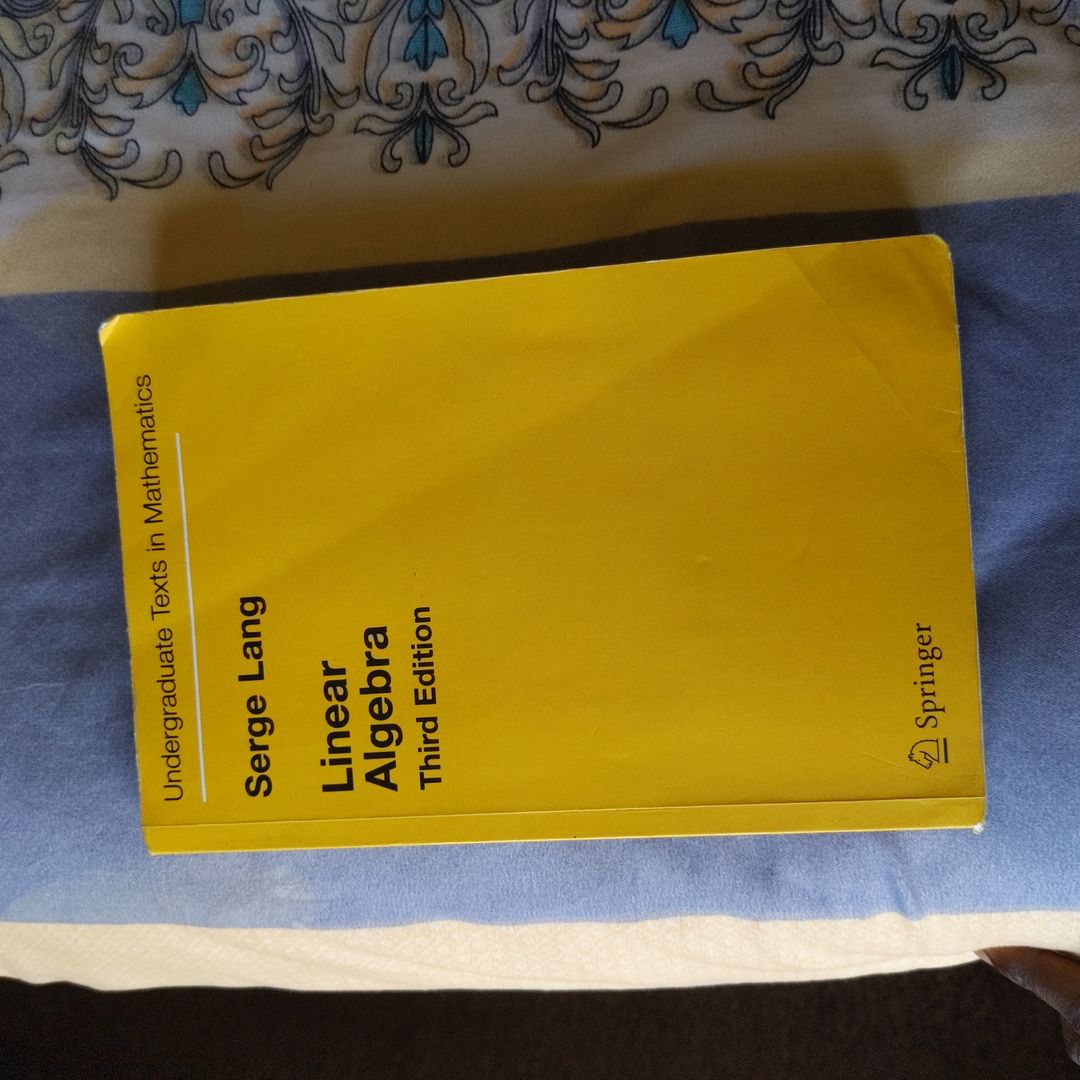 Undergraduate Texts in Mathematics
Serge Lang
Linear
Algebra
Third Edition
Springer